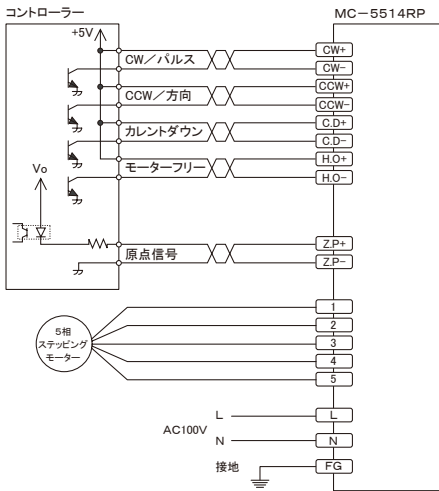 コントローラー
MC−5514RP
+5V
CW／パルス
CW+
CW-
CCW／方向
CCW+
CCW-
カレントダウン
C.D+
C.D-
モーターフリー
H.O+
H.O-
Vo
原点信号
Z.P+
Z.P-
5相
ステッピング
モーター
1
2
3
4
5
AC100V
L
L
N
N
接地
FG